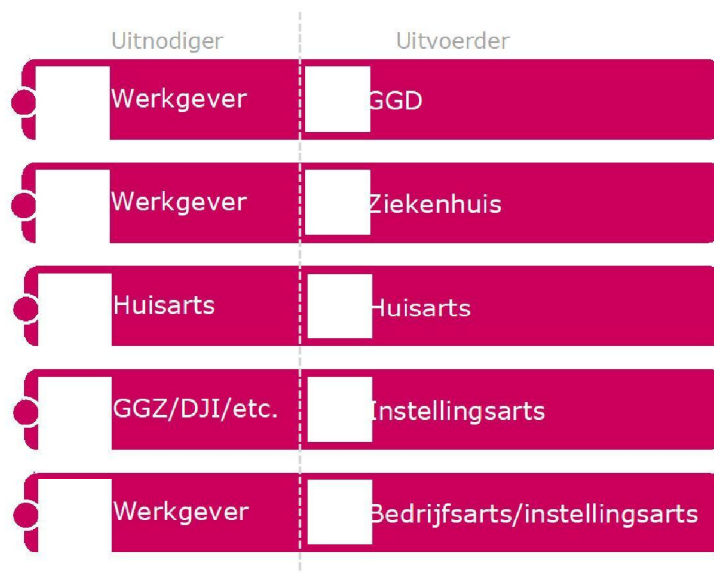 Uitnodiger Uitvoerder
Werkgever GGD
Werkgever Ziekenhuis
Huisarts Huisarts
GGZ/DJI/etc. Instellingsarts
Werkgever Bedrijfsarts/instellingsarts